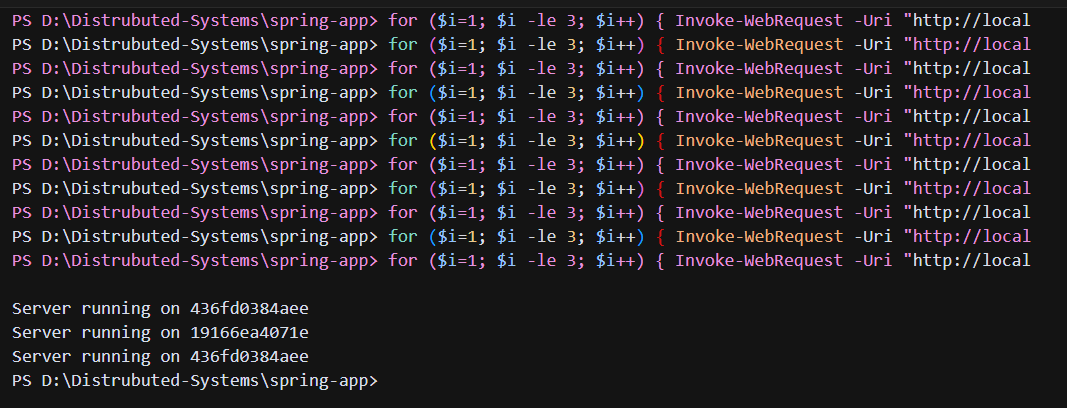 PS D:\Distrubuted-Systems\spring-app> for ($i=1; $i -le 3; $i++) { Invoke-WebRequest -Uri "http://local
PS D:\Distrubuted-Systems\spring-app> for ($i=1; $i -le 3; $i++) { Invoke-WebRequest -Uri "http://local
PS D:\Distrubuted-Systems\spring-app> for ($i=1; $i -le 3; $i++) { Invoke-WebRequest -Uri "http://local
PS D:\Distrubuted-Systems\spring-app> for ($i=1; $i -le 3; $i++) { Invoke-WebRequest -Uri "http://local
PS D:\Distrubuted-Systems\spring-app> for ($i=1; $i -le 3; $i++) { Invoke-WebRequest -Uri "http://local
PS D:\Distrubuted-Systems\spring-app> for ($i=1; $i -le 3; $i++) { Invoke-WebRequest -Uri "http://local
PS D:\Distrubuted-Systems\spring-app> for ($i=1; $i -le 3; $i++) { Invoke-WebRequest -Uri "http://local
PS D:\Distrubuted-Systems\spring-app> for ($i=1; $i -le 3; $i++) { Invoke-WebRequest -Uri "http://local
PS D:\Distrubuted-Systems\spring-app> for ($i=1; $i -le 3; $i++) { Invoke-WebRequest -Uri "http://local
PS D:\Distrubuted-Systems\spring-app> for ($i=1; $i -le 3; $i++) { Invoke-WebRequest -Uri "http://local
PS D:\Distrubuted-Systems\spring-app> for ($i=1; $i -le 3; $i++) { Invoke-WebRequest -Uri "http://local
Server running on 436fd0384aee
Server running on 19166ea4071e
Server running on 436fd0384aee
PS D:\Distrubuted-Systems\spring-app>